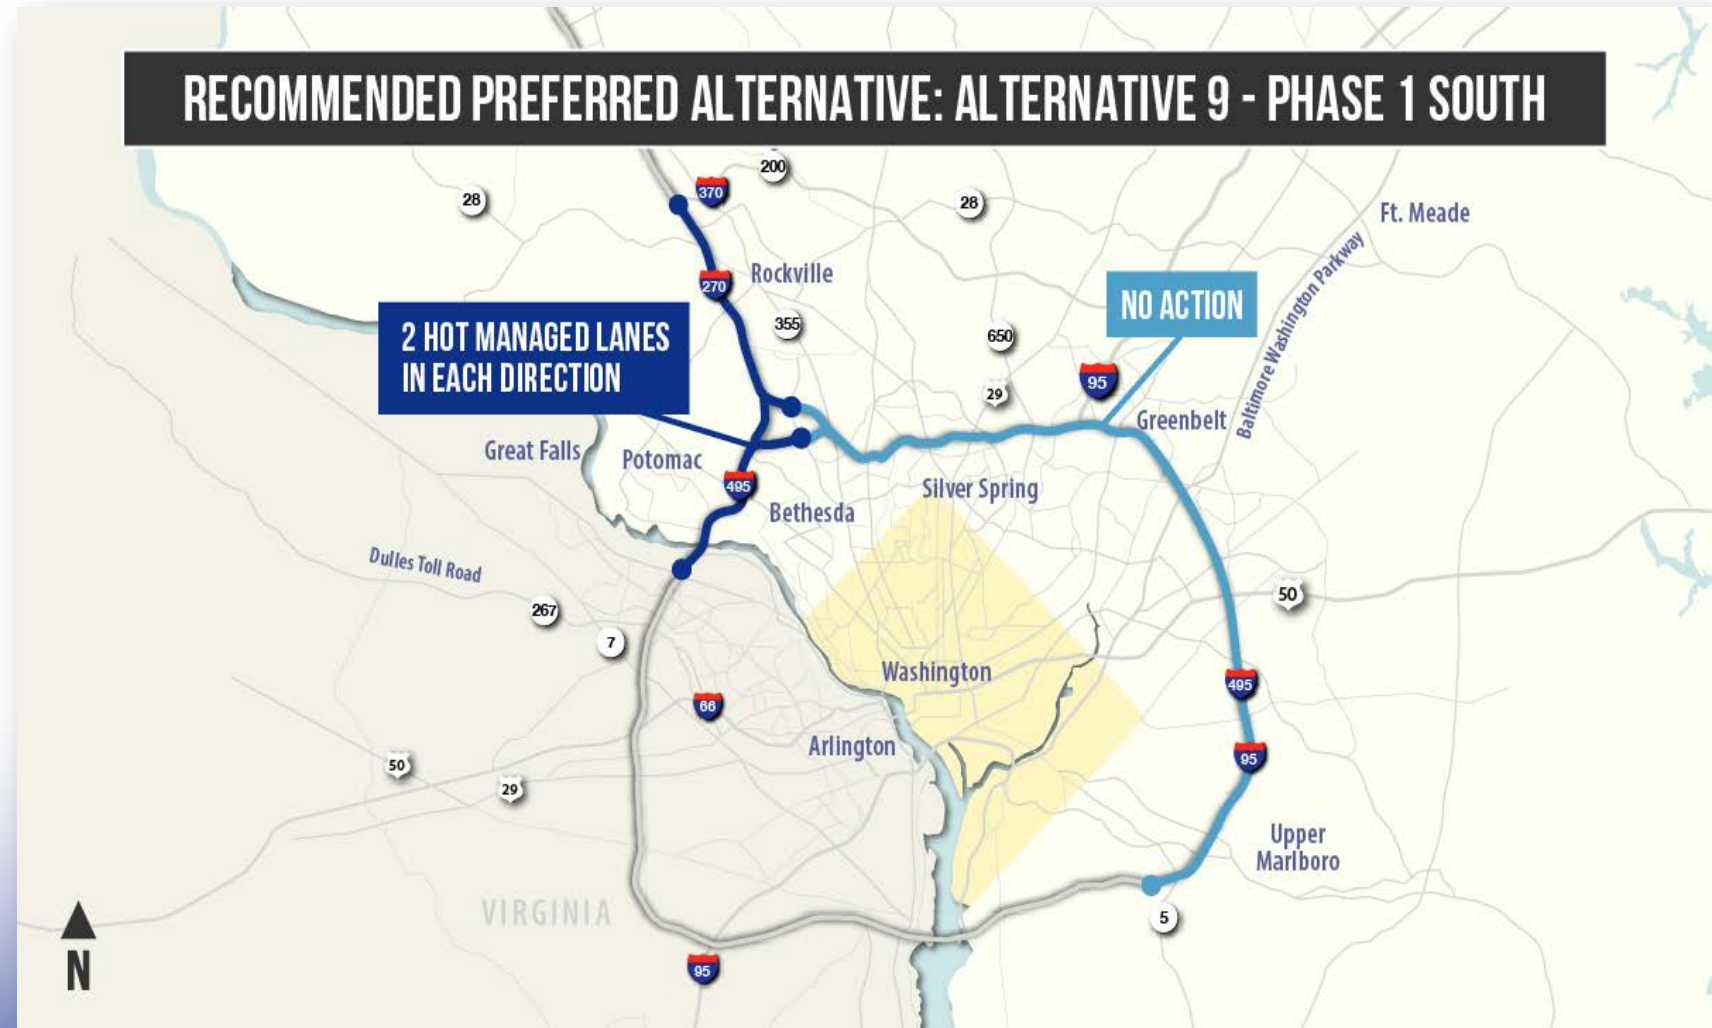 RECOMMENDED PREFERRED ALTERNATIVE: ALTERNATIVE 9 - PHASE 1 SOUTH
200
370
28
28
Ft. Meade
Rockville
270
Baltimore Washington Parkway
NO ACTION
355
650
2 HOT MANAGED LANES
IN EACH DIRECTION
95
29
Greenbelt
Great Falls
Potomac
495
Silver Spring
Bethesda
Dulles Toll Road
50
267
7
Washington
495
66
Arlington
95
50
29
Upper
Marlboro
VIRGINIA
5
N
95